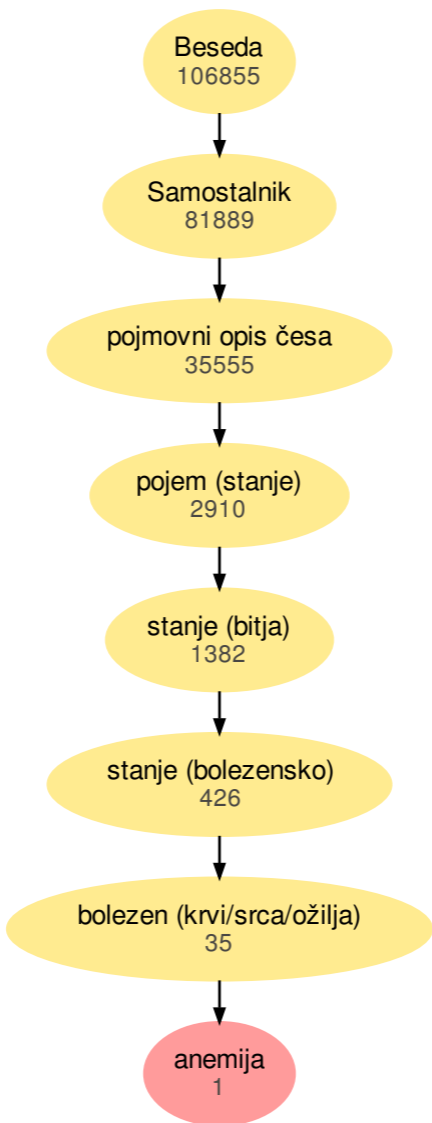 Beseda
106855
Samostalnik
81889
pojmovni opis česa
35555
pojem (stanje)
2910
stanje (bitja)
1382
stanje (bolezensko)
426
bolezen (krvi/srca/ožilja)
35
anemija
1